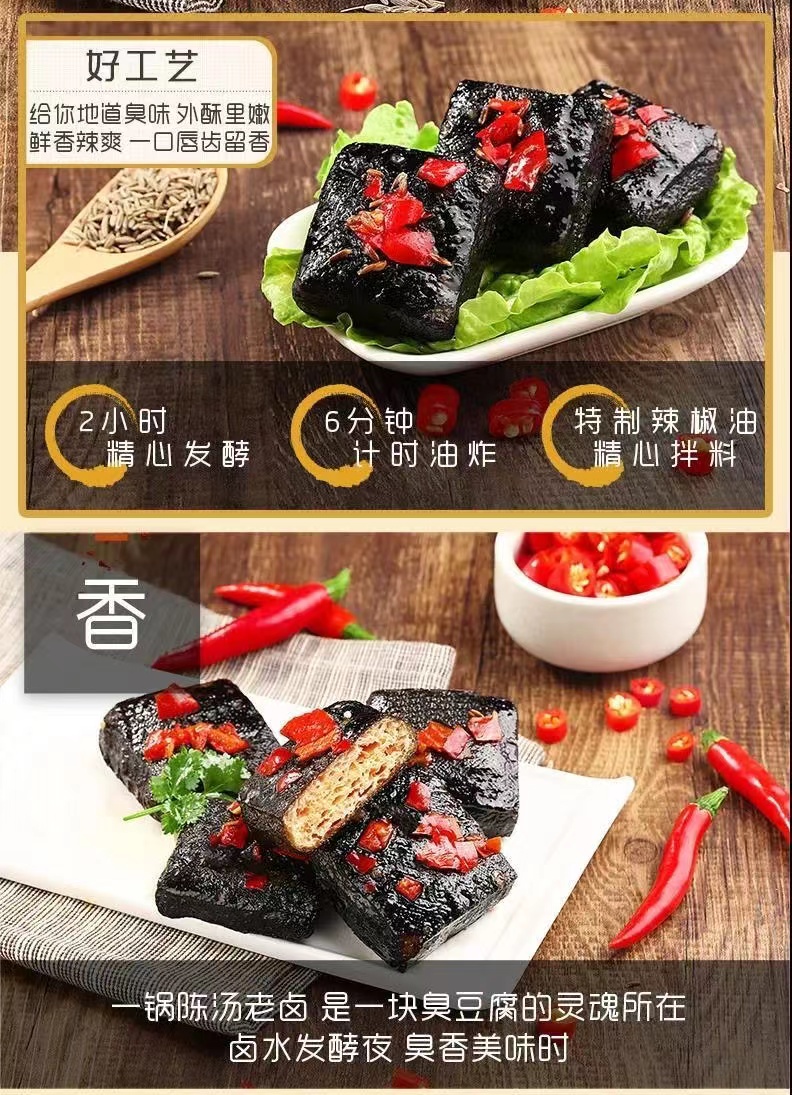 好工艺
给你地道臭味 外酥里嫩
鲜香辣爽 一口唇齿留香
2小时
精心发酵
6分钟
计时油炸
特制辣椒油
精心拌料
香
一锅陈汤老卤 是一块臭豆腐的灵魂所在
卤水发酵夜 臭香美味时